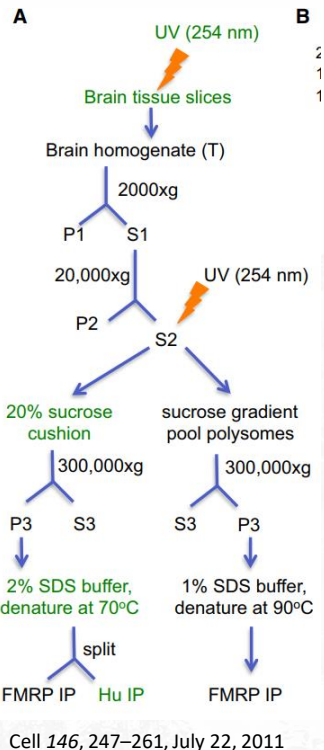 A
B
UV (254 nm)
Brain tissue slices
Brain homogenate (T)
2000xg
P1 S1
20,000xg
UV (254 nm)
P2
S2
20% sucrose
cushion
sucrose gradient
pool polysomes
300,000xg
300,000xg
P3 S3
S3 P3
2% SDS buffer,
denature at 70oC
1% SDS buffer,
denature at 90oC
split
FMRP IP Hu IP
FMRP IP
Cell 146, 247–261, July 22, 2011